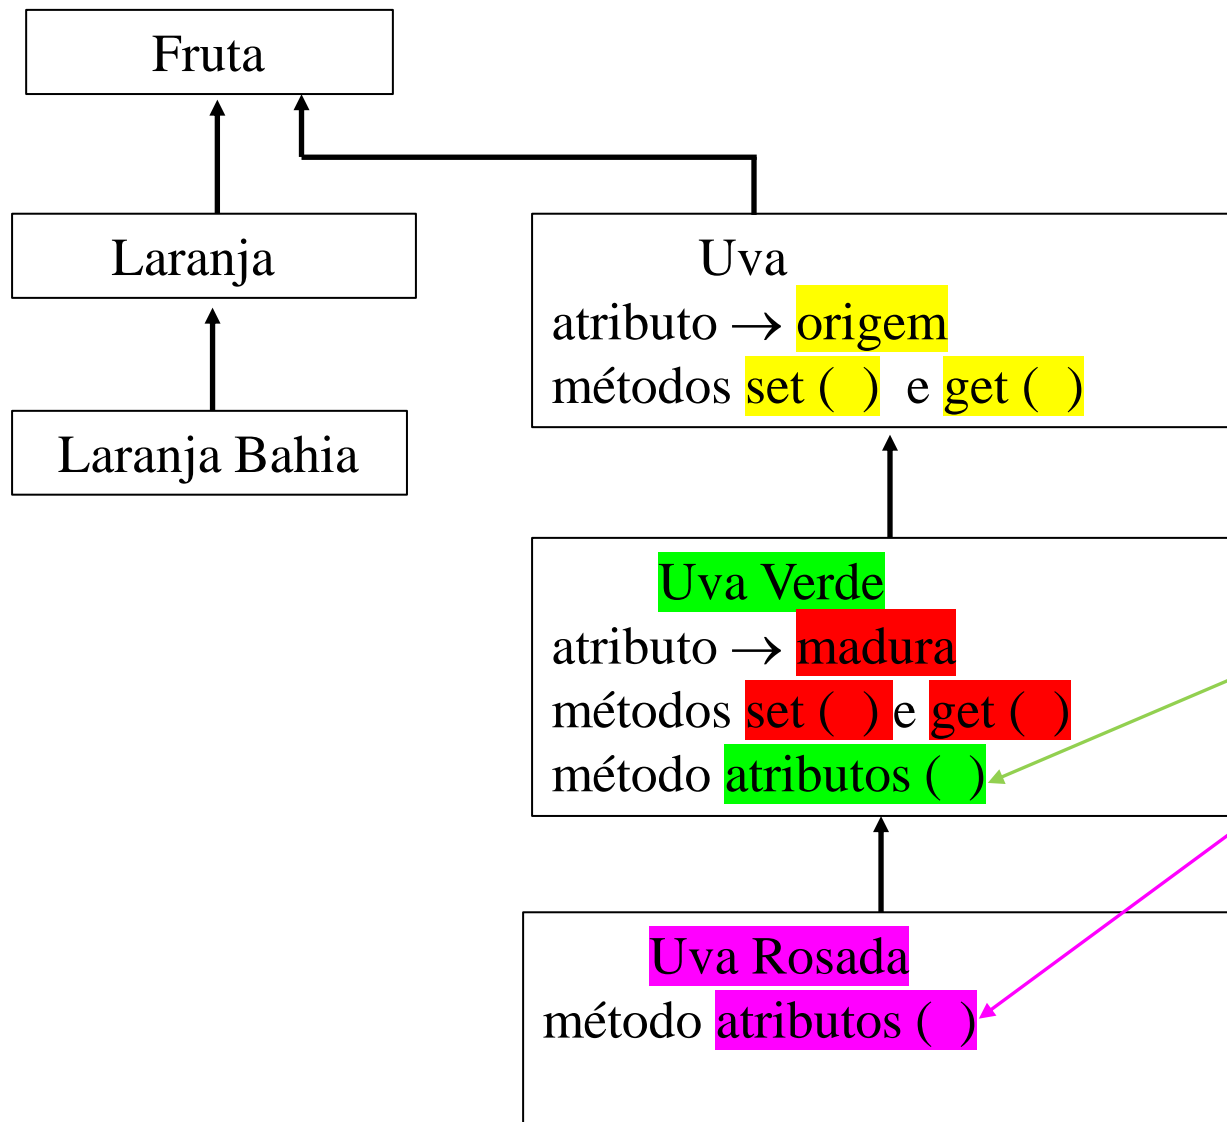 Fruta
Laranja
Laranja Bahia
Uva
atributo → origem
métodos set (  )  e get (  )
Uva Verde
atributo → madura
métodos set (  ) e get (  )
método atributos (  )
Uva Rosada
método atributos (  )